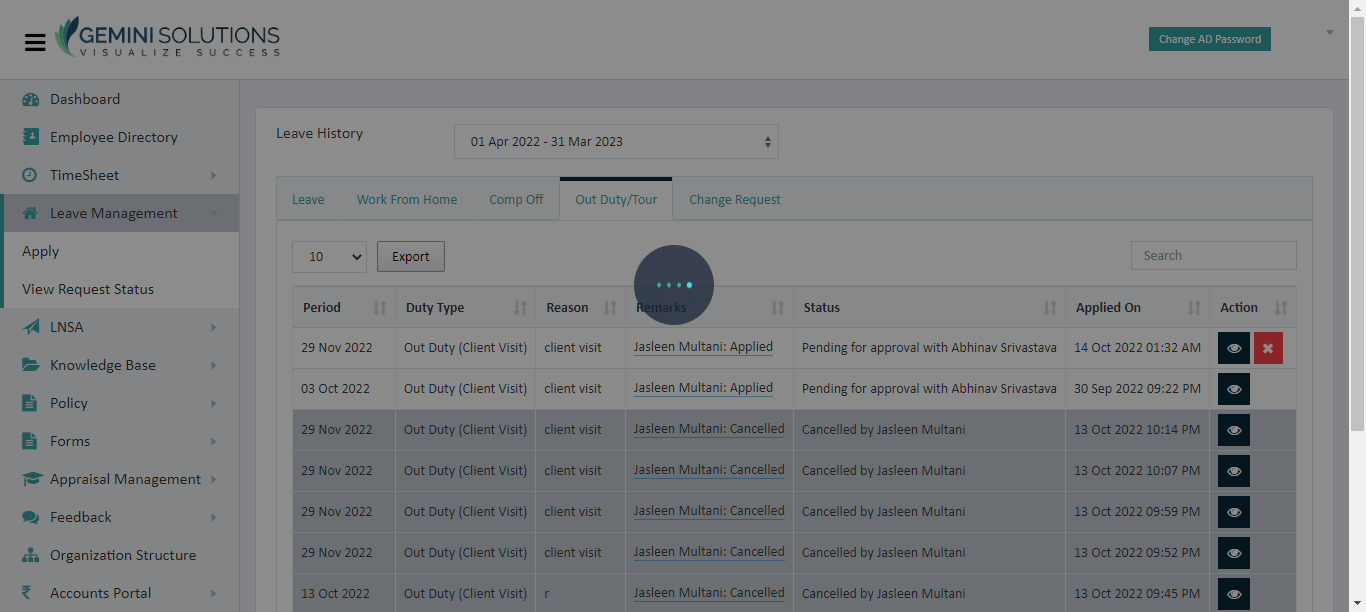 GEMINI SOLUTIONS
VISUALIZE SUCCESS
Change AD Password
Dashboard
Employee Directory
TimeSheet
Leave Management
Apply
View Request Status
LNSA
Knowledge Base
Policy
Forms
Appraisal Management
Feedback
Organization Structure
Accounts Portal
Leave History
01 Apr 2022 - 31 Mar 2023
Leave Work From Home Comp Off Out Duty/Tour Change Request
10 Export Search
Period Duty Type Reason Remarks Status Applied On Action
29 Nov 2022 Out Duty (Client Visit) client visit Jasleen Multani: Applied Pending for approval with Abhinav Srivastava 14 Oct 2022 01:32 AM
03 Oct 2022 Out Duty (Client Visit) client visit Jasleen Multani: Applied Pending for approval with Abhinav Srivastava 30 Sep 2022 09:22 PM
29 Nov 2022 Out Duty (Client Visit) client visit Jasleen Multani: Cancelled Cancelled by Jasleen Multani 13 Oct 2022 10:14 PM
29 Nov 2022 Out Duty (Client Visit) client visit Jasleen Multani: Cancelled Cancelled by Jasleen Multani 13 Oct 2022 10:07 PM
29 Nov 2022 Out Duty (Client Visit) client visit Jasleen Multani: Cancelled Cancelled by Jasleen Multani 13 Oct 2022 09:59 PM
29 Nov 2022 Out Duty (Client Visit) client visit Jasleen Multani: Cancelled Cancelled by Jasleen Multani 13 Oct 2022 09:52 PM
13 Oct 2022 Out Duty (Client Visit) r Jasleen Multani: Cancelled Cancelled by Jasleen Multani 13 Oct 2022 09:45 PM